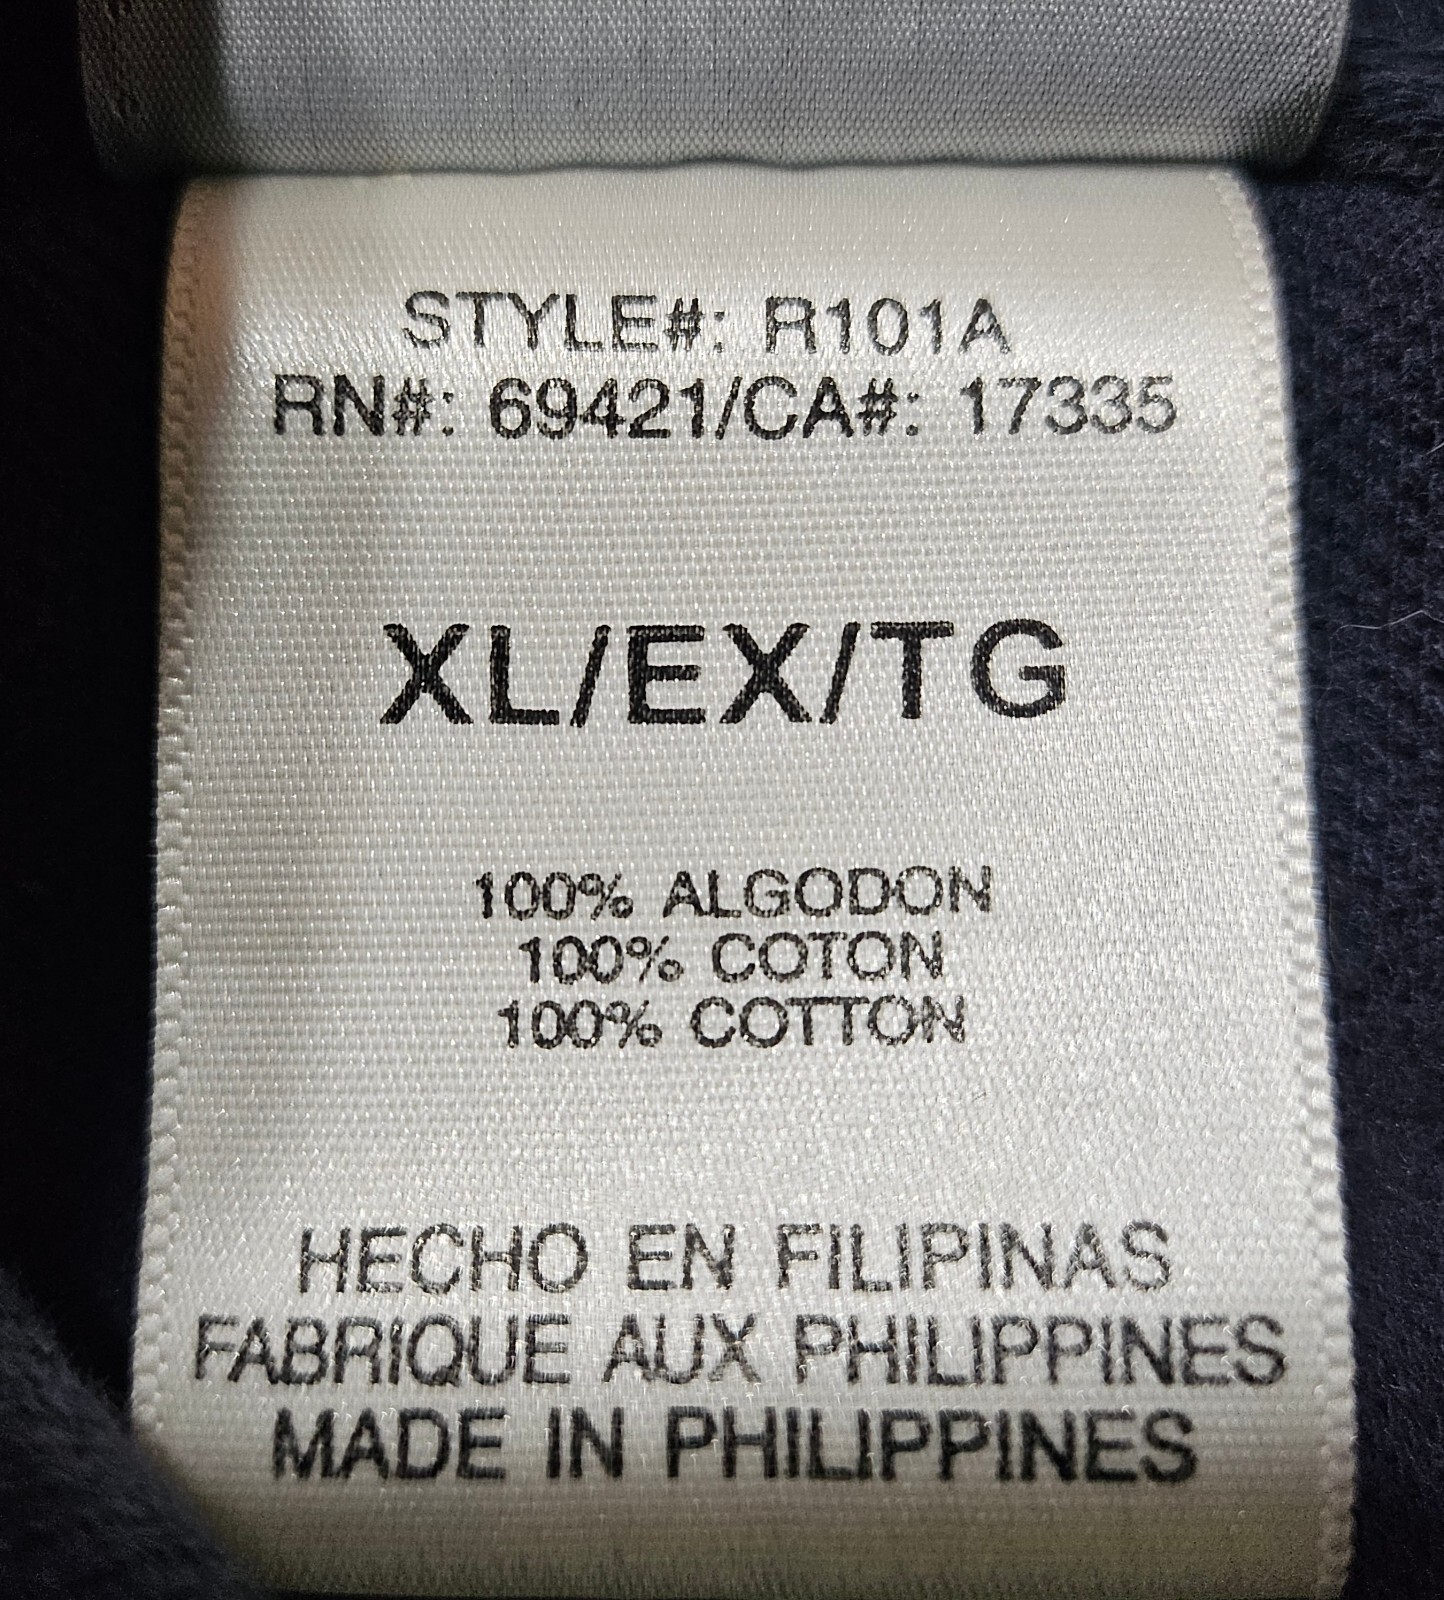 STYLE#: R101A
RN#: 69421/CA#: 17335
XL/EX/TG
100% ALGODON
100% COTON
100% COTTON
HECHO EN FILIPINAS
FABRIQUE AUX PHILIPPINES
MADE IN PHILIPPINES